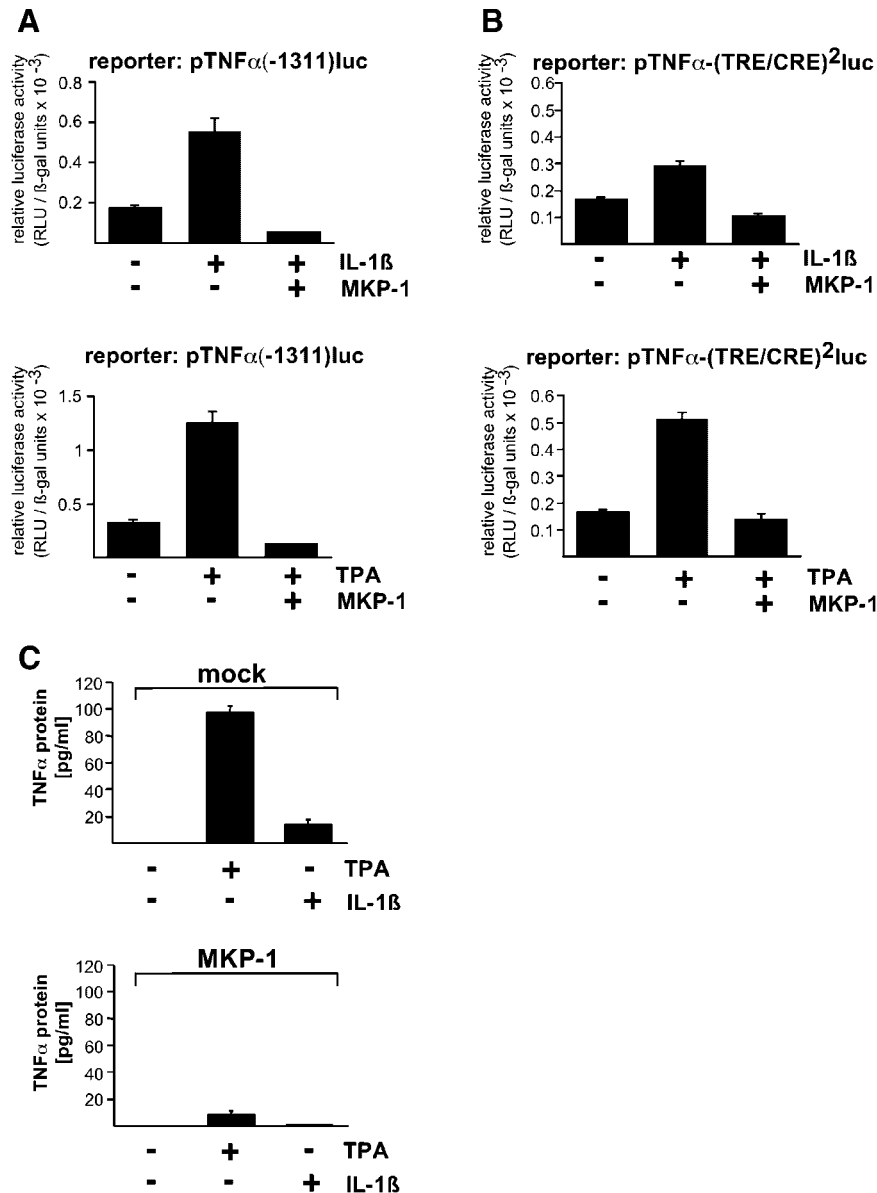 A
reporter: pTNFα(-1311)luc
relative luciferase activity
(RLU / ß-gal units x 10 -3)
0.8
0.6
0.4
0.2
- + + IL-1ß
- - + MKP-1
reporter: pTNFα(-1311)luc
relative luciferase activity
(RLU / ß-gal units x 10 -3)
1.5
1
0.5
- + + TPA
- - + MKP-1
B
reporter: pTNFα-(TRE/CRE)2luc
relative luciferase activity
(RLU / ß-gal units x 10 -3)
0.6
0.5
0.3
0.2
0.1
- + + IL-1ß
- - + MKP-1
reporter: pTNFα-(TRE/CRE)2luc
relative luciferase activity
(RLU / ß-gal units x 10 -3)
0.6
0.5
0.4
0.3
0.2
0.1
- + + TPA
- - + MKP-1
C
mock
TNFα protein
[pg/ml]
120
100
80
60
40
20
- + - TPA
- - + IL-1ß
MKP-1
TNFα protein
[pg/ml]
120
100
80
60
40
20
- + - TPA
- - + IL-1ß